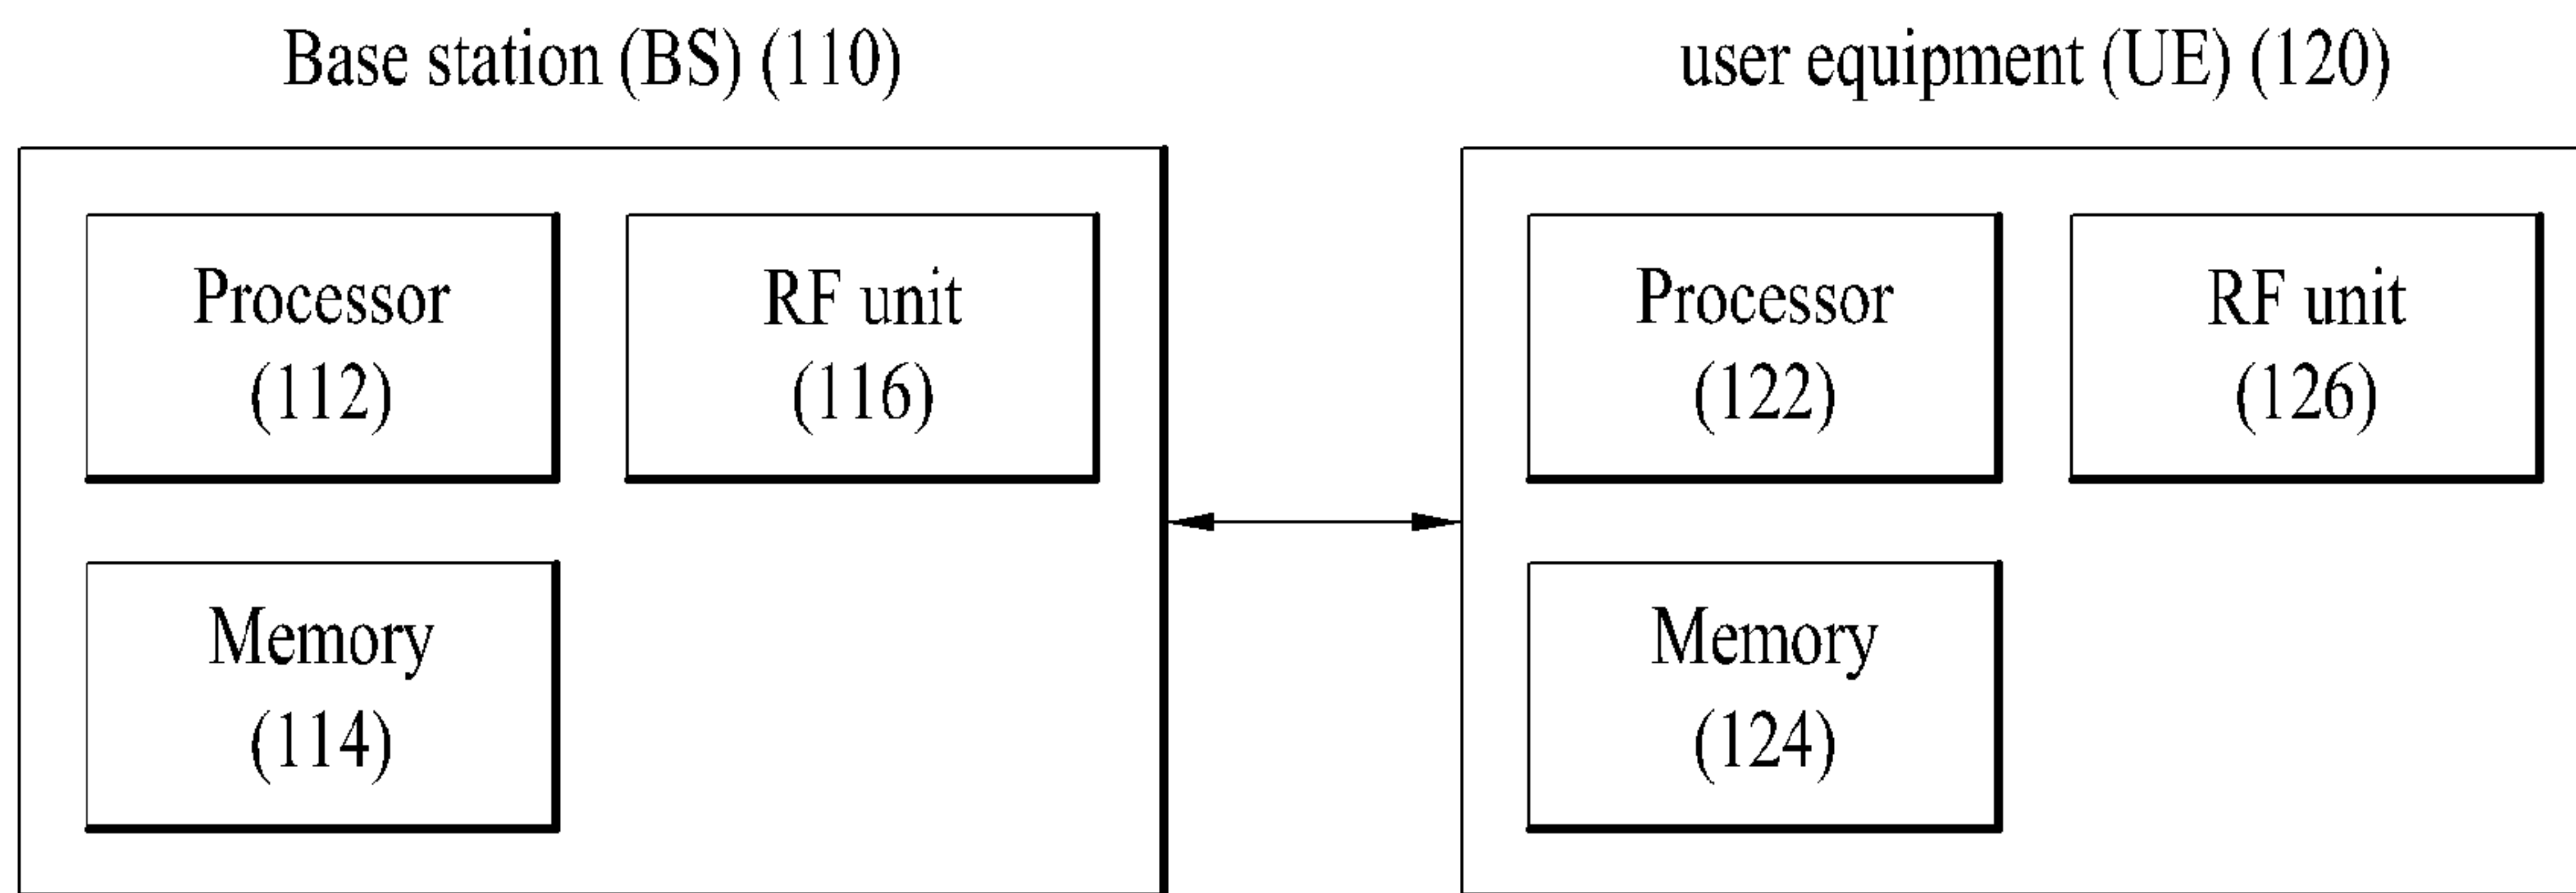 Base station (BS) (110)
user equipment (UE) (120)
Processor
(112)
RF unit
(116)
Memory
(114)
Processor
(122)
RF unit
(126)
Memory
(124)